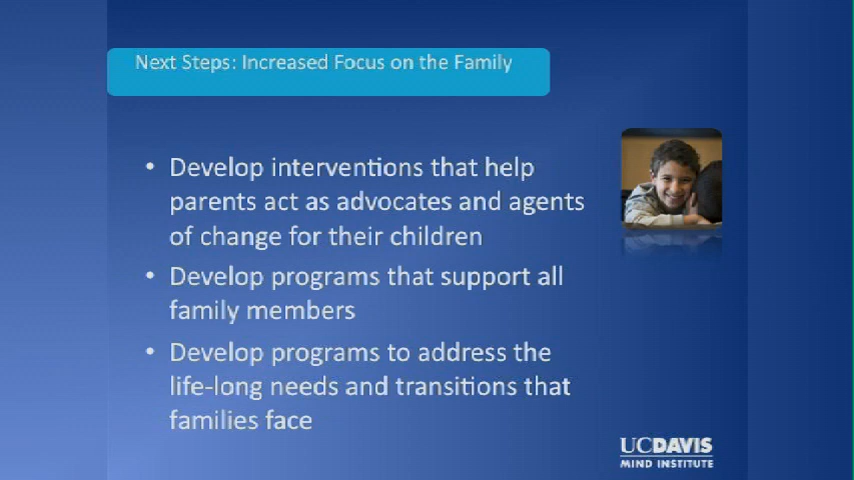 Next Steps: Increased Focus on the Family
• Develop interventions that help
parents act as advocates and agents
of change for their children
• Develop programs that support all
family members
• Develop programs to address the
life-long needs and transitions that
families face
UCDAVIS
MIND INSTITUTE